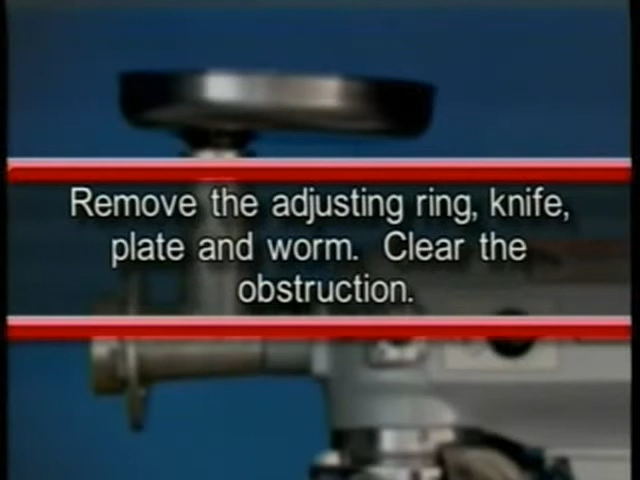 Remove the adjusting ring, knife,
plate and worm.  Clear the
obstruction.